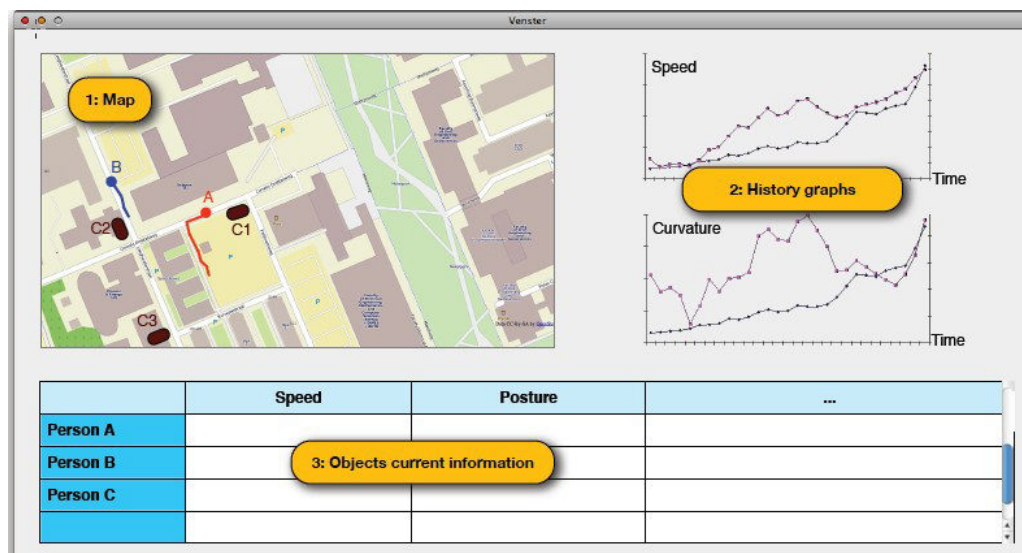 Venster
1: Map
B
A
C2
C1
C3
P
P
P
P
Speed
Time
2: History graphs
Curvature
Time
Speed
Posture
...
Person A
3: Objects current information
Person B
Person C